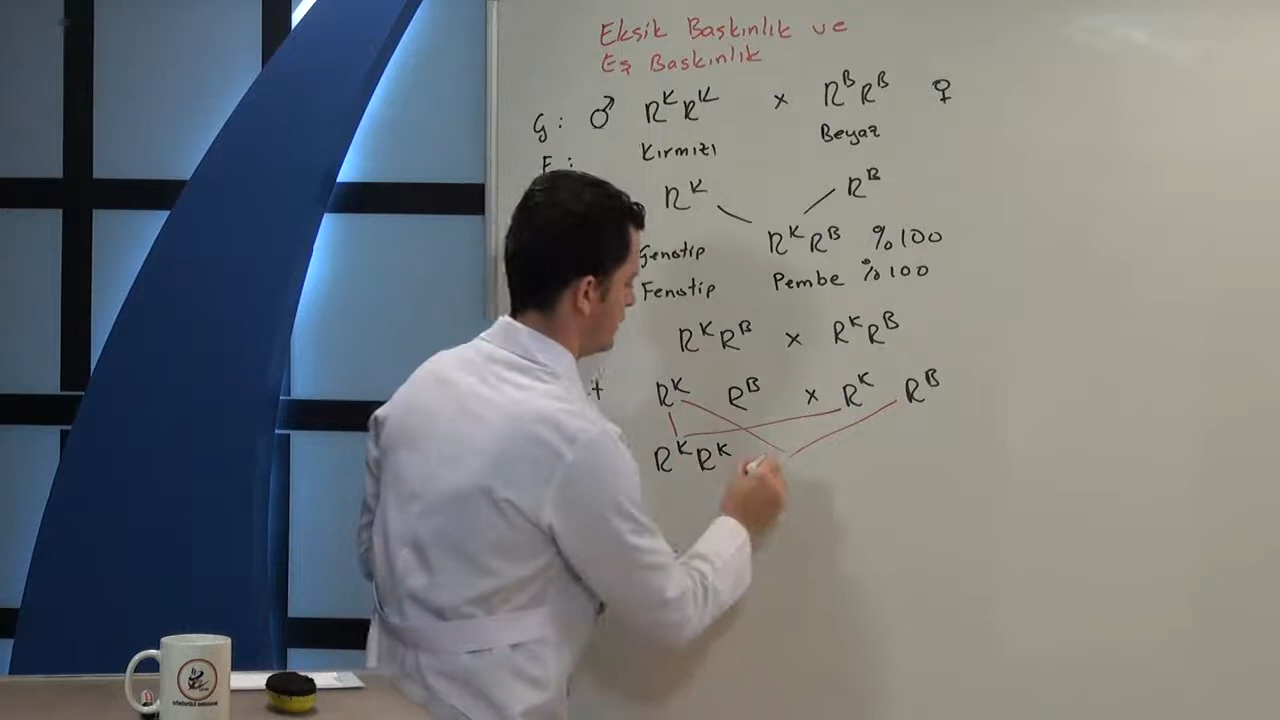 Eksik Baskınlık ve
Eş Baskınlık
G: ♂ R^K R^K x R^B R^B ♀
F: Kırmızı Beyaz
R^K R^B
Genotip R^K R^B %100
Fenotip Pembe %100
R^K R^B x R^K R^B
t R^K R^B x R^K R^B
R^K R^K